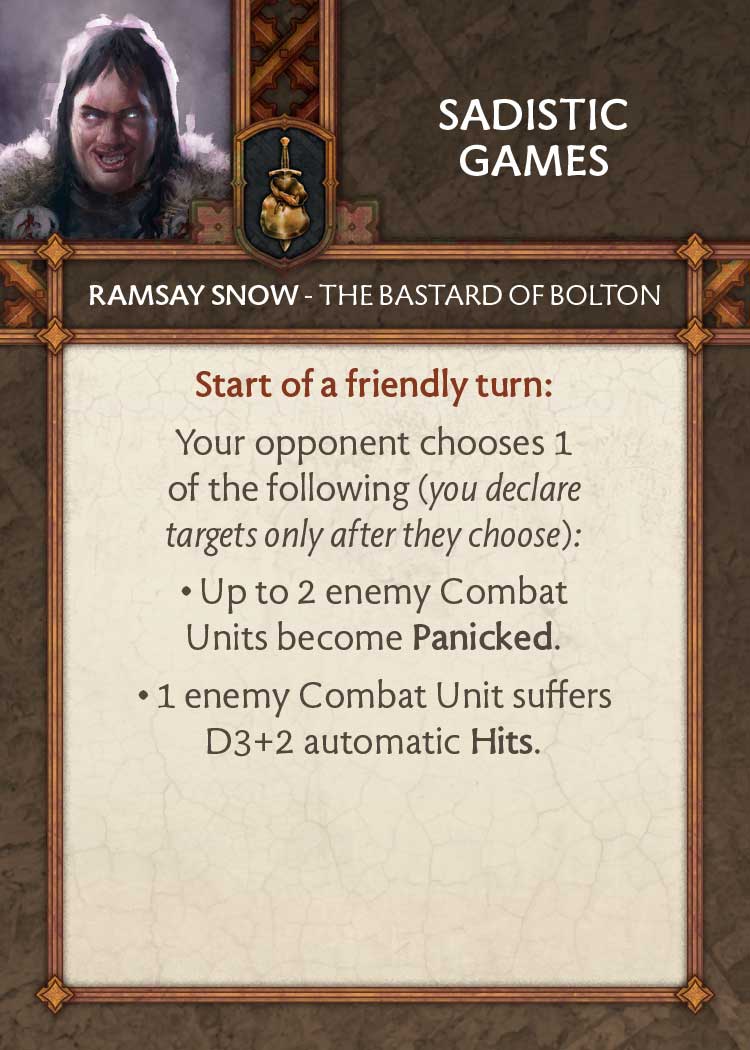 SADISTIC
GAMES
RAMSAY SNOW - THE BASTARD OF BOLTON
Start of a friendly turn:
Your opponent chooses 1
of the following (you declare
targets only after they choose):
• Up to 2 enemy Combat
Units become Panicked.
• 1 enemy Combat Unit suffers
D3+2 automatic Hits.